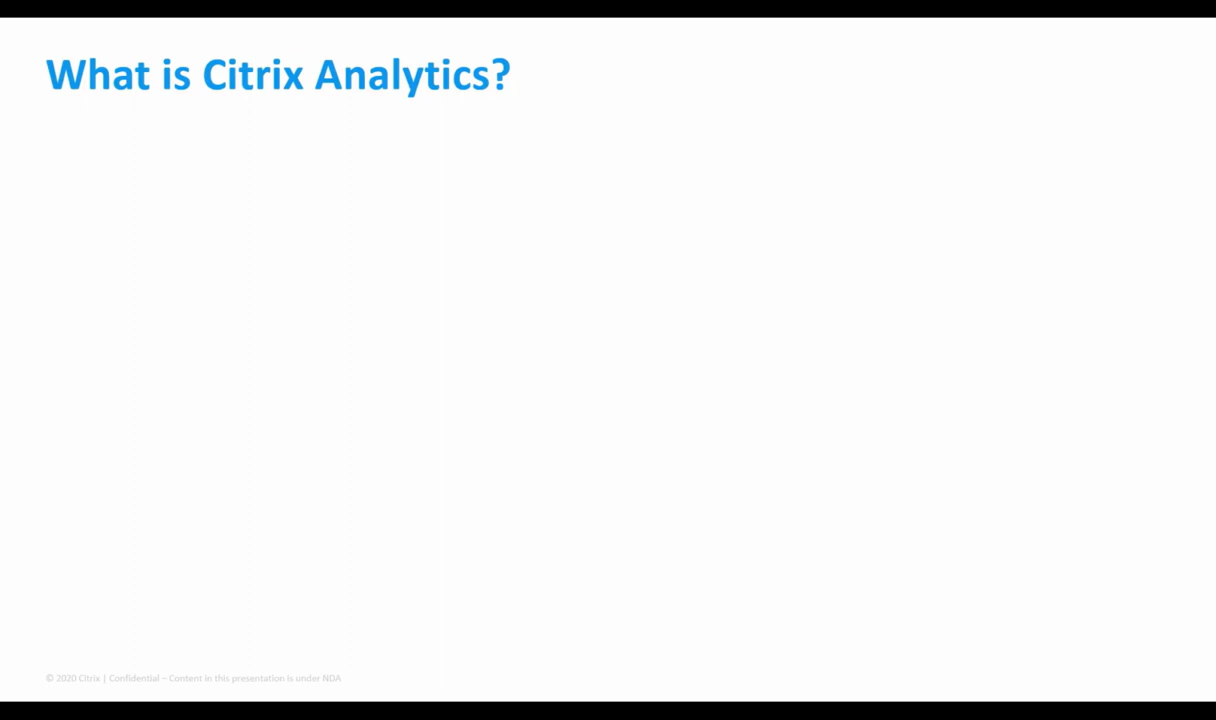 What is Citrix Analytics?
© 2020 Citrix | Confidential – Content in this presentation is under NDA